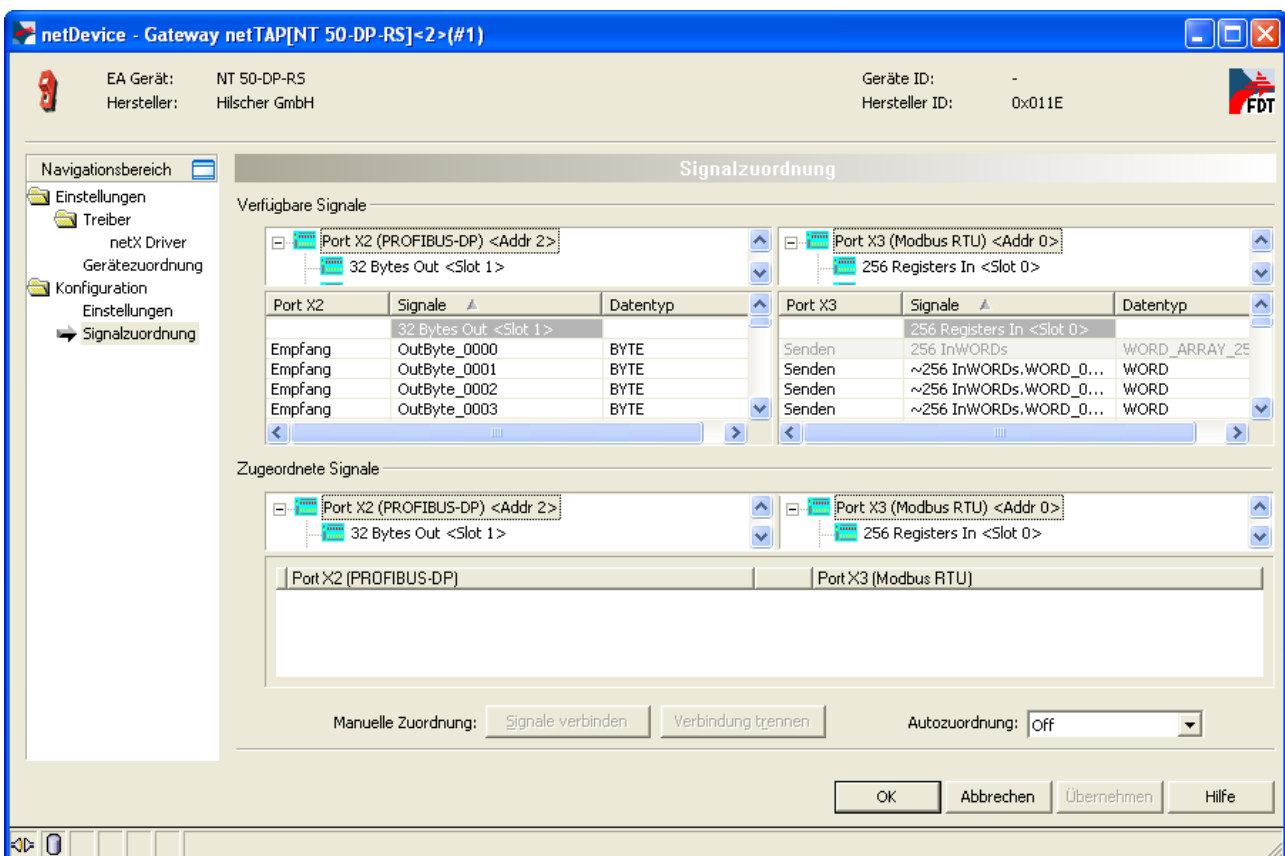 netDevice - Gateway netTAP[NT 50-DP-RS]<2>(#1)
EA Gerät: NT 50-DP-RS Geräte ID: -
Hersteller: Hilscher GmbH Hersteller ID: 0x011E
FDT
Navigationsbereich
Einstellungen
Treiber
netX Driver
Gerätezuordnung
Konfiguration
Einstellungen
Signalzuordnung
Signalzuordnung
Verfügbare Signale
Port X2 (PROFIBUS-DP) <Addr 2>
32 Bytes Out <Slot 1>
Port X2 Signale Datentyp
32 Bytes Out <Slot 1>
Empfang OutByte_0000 BYTE
Empfang OutByte_0001 BYTE
Empfang OutByte_0002 BYTE
Empfang OutByte_0003 BYTE
Port X3 (Modbus RTU) <Addr 0>
256 Registers In <Slot 0>
Port X3 Signale Datentyp
256 Registers In <Slot 0>
Senden 256 InWORDs WORD_ARRAY_25
Senden ~256 InWORDs.WORD_0... WORD
Senden ~256 InWORDs.WORD_0... WORD
Senden ~256 InWORDs.WORD_0... WORD
Zugeordnete Signale
Port X2 (PROFIBUS-DP) <Addr 2>
32 Bytes Out <Slot 1>
Port X3 (Modbus RTU) <Addr 0>
256 Registers In <Slot 0>
Port X2 (PROFIBUS-DP) Port X3 (Modbus RTU)
Manuelle Zuordnung: Signale verbinden Verbindung trennen Autozuordnung: Off
OK Abbrechen Übernehmen Hilfe